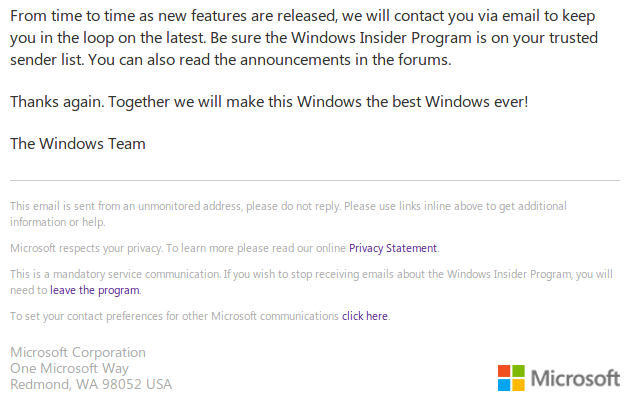 From time to time as new features are released, we will contact you via email to keep
you in the loop on the latest. Be sure the Windows Insider Program is on your trusted
sender list. You can also read the announcements in the forums.
Thanks again. Together we will make this Windows the best Windows ever!
The Windows Team
This email is sent from an unmonitored address, please do not reply. Please use links inline above to get additional
information or help.
Microsoft respects your privacy. To learn more please read our online Privacy Statement.
This is a mandatory service communication. If you wish to stop receiving emails about the Windows Insider Program, you will
need to leave the program.
To set your contact preferences for other Microsoft communications click here.
Microsoft Corporation
One Microsoft Way
Redmond, WA 98052 USA
Microsoft